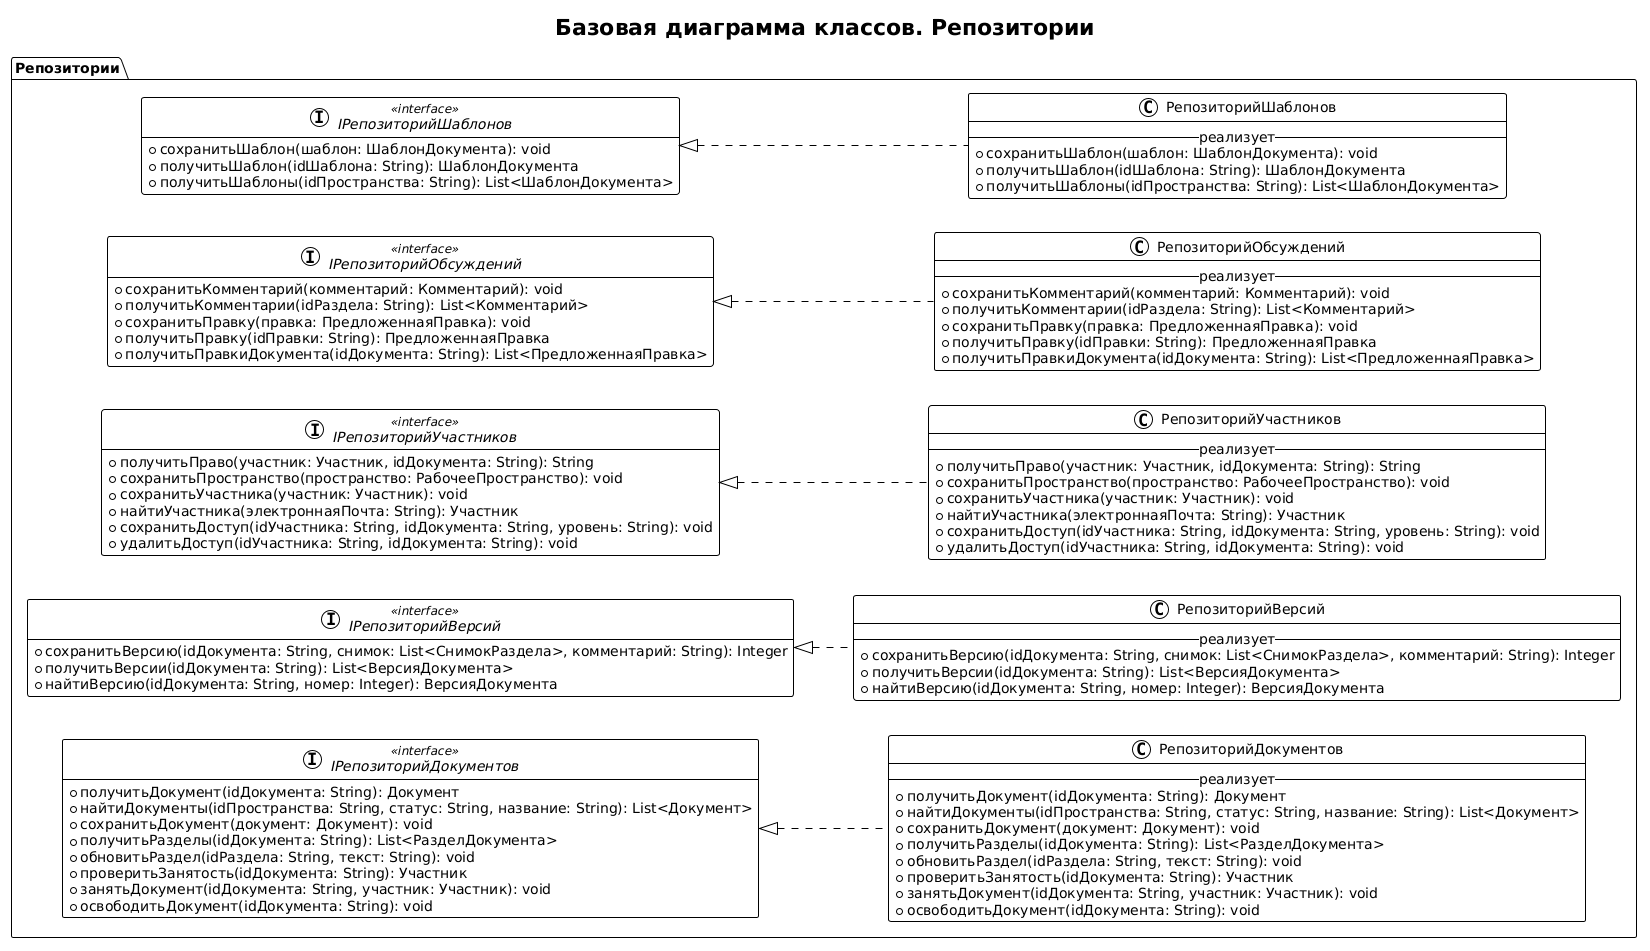 Базовая диаграмма классов. Репозитории
Репозитории
«interface»
I
IРепозиторийШаблонов
сохранитьШаблон(шаблон: ШаблонДокумента): void
получитьШаблон(idШаблона: String): ШаблонДокумента
получитьШаблоны(idПространства: String): List<ШаблонДокумента>
C РепозиторийШаблонов
реализует
сохранитьШаблон(шаблон: ШаблонДокумента): void
получитьШаблон(idШаблона: String): ШаблонДокумента
получитьШаблоны(idПространства: String): List<ШаблонДокумента>
«interface»
I
IРепозиторийОбсуждений
сохранитьКомментарий(комментарий: Комментарий): void
получитьКомментарии(idРаздела: String): List<Комментарий>
сохранитьПравку(правка: ПредложеннаяПравка): void
получитьПравку(idПравки: String): ПредложеннаяПравка
получитьПравкиДокумента(idДокумента: String): List<ПредложеннаяПравка>
C РепозиторийОбсуждений
реализует
сохранитьКомментарий(комментарий: Комментарий): void
получитьКомментарии(idРаздела: String): List<Комментарий>
сохранитьПравку(правка: ПредложеннаяПравка): void
получитьПравку(idПравки: String): ПредложеннаяПравка
получитьПравкиДокумента(idДокумента: String): List<ПредложеннаяПравка>
«interface»
I
IРепозиторийУчастников
получитьПраво(участник: Участник, idДокумента: String): String
сохранитьПространство(пространство: РабочееПространство): void
сохранитьУчастника(участник: Участник): void
найтиУчастника(электроннаяПочта: String): Участник
сохранитьДоступ(idУчастника: String, idДокумента: String, уровень: String): void
удалитьДоступ(idУчастника: String, idДокумента: String): void
C РепозиторийУчастников
реализует
получитьПраво(участник: Участник, idДокумента: String): String
сохранитьПространство(пространство: РабочееПространство): void
сохранитьУчастника(участник: Участник): void
найтиУчастника(электроннаяПочта: String): Участник
сохранитьДоступ(idУчастника: String, idДокумента: String, уровень: String): void
удалитьДоступ(idУчастника: String, idДокумента: String): void
«interface»
I
IРепозиторийВерсий
сохранитьВерсию(idДокумента: String, снимок: List<СнимокРаздела>, комментарий: String): Integer
получитьВерсии(idДокумента: String): List<ВерсияДокумента>
найтиВерсию(idДокумента: String, номер: Integer): ВерсияДокумента
C РепозиторийВерсий
реализует
сохранитьВерсию(idДокумента: String, снимок: List<СнимокРаздела>, комментарий: String): Integer
получитьВерсии(idДокумента: String): List<ВерсияДокумента>
найтиВерсию(idДокумента: String, номер: Integer): ВерсияДокумента
«interface»
I
IРепозиторийДокументов
получитьДокумент(idДокумента: String): Документ
найтиДокументы(idПространства: String, статус: String, название: String): List<Документ>
сохранитьДокумент(документ: Документ): void
получитьРазделы(idДокумента: String): List<РазделДокумента>
обновитьРаздел(idРаздела: String, текст: String): void
проверитьЗанятость(idДокумента: String): Участник
занятьДокумент(idДокумента: String, участник: Участник): void
освободитьДокумент(idДокумента: String): void
C РепозиторийДокументов
реализует
получитьДокумент(idДокумента: String): Документ
найтиДокументы(idПространства: String, статус: String, название: String): List<Документ>
сохранитьДокумент(документ: Документ): void
получитьРазделы(idДокумента: String): List<РазделДокумента>
обновитьРаздел(idРаздела: String, текст: String): void
проверитьЗанятость(idДокумента: String): Участник
занятьДокумент(idДокумента: String, участник: Участник): void
освободитьДокумент(idДокумента: String): void